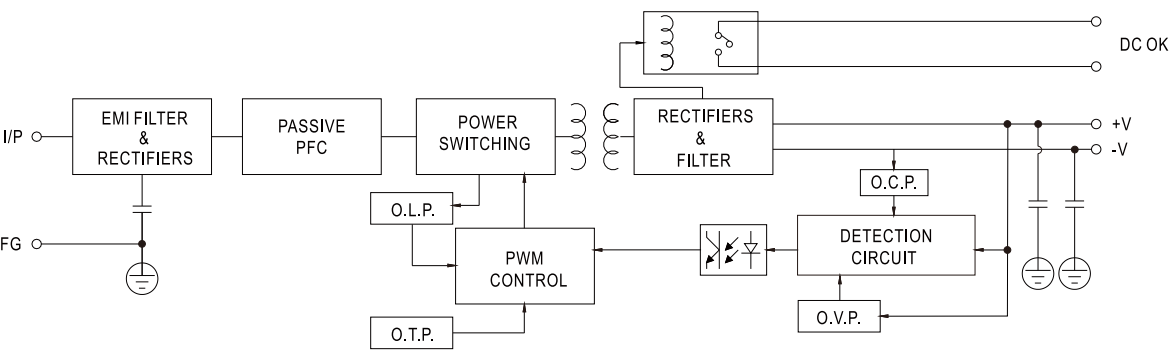 DC OK
I/P
EMI FILTER
&
RECTIFIERS
PASSIVE
PFC
POWER
SWITCHING
RECTIFIERS
&
FILTER
+V
-V
O.L.P.
O.C.P.
FG
PWM
CONTROL
DETECTION
CIRCUIT
O.T.P.
O.V.P.